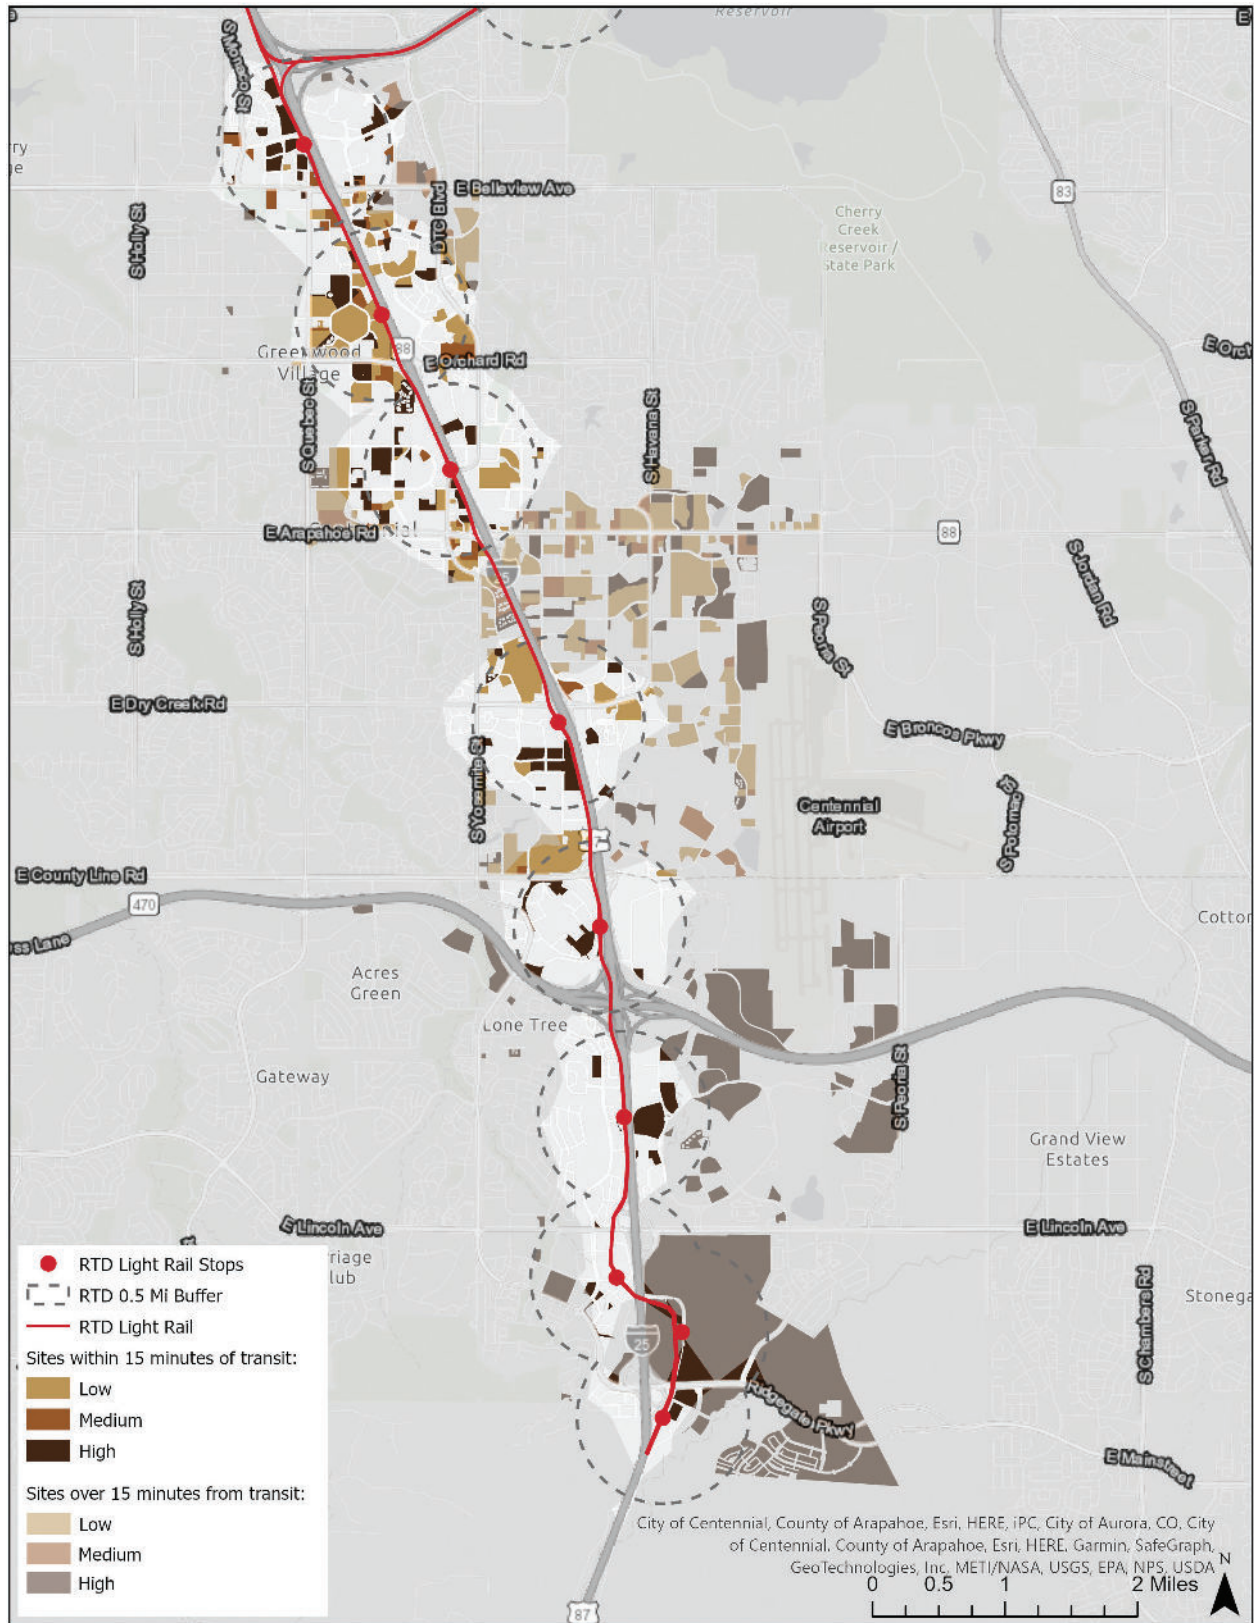 Reservoir
S Monaco St
E Belleview Ave
DTC Blvd
83
S Holly St
Cherry
Creek
Reservoir /
State Park
Greenwood
Village
88
E Orchard Rd
S Quebec St
S Havana St
S Parker Rd
E Arapahoe Rd
88
25
S Jordan Rd
S Holly St
S Peoria St
E Dry Creek Rd
E Broncos Pkwy
S Yosemite St
Centennial
Airport
S Potomac St
E County Line Rd
470
Acres
Green
Lone Tree
Gateway
S Peoria St
Grand View
Estates
E Lincoln Ave
E Lincoln Ave
25
Ridgegate Pkwy
S Chambers Rd
E Mainstreet
RTD Light Rail Stops
RTD 0.5 Mi Buffer
RTD Light Rail
Sites within 15 minutes of transit:
Low
Medium
High
Sites over 15 minutes from transit:
Low
Medium
High
City of Centennial, County of Arapahoe, Esri, HERE, iPC, City of Aurora, CO, City
of Centennial, County of Arapahoe, Esri, HERE, Garmin, SafeGraph,
GeoTechnologies, Inc, METI/NASA, USGS, EPA, NPS, USDA
N
0 0.5 1 2 Miles
87